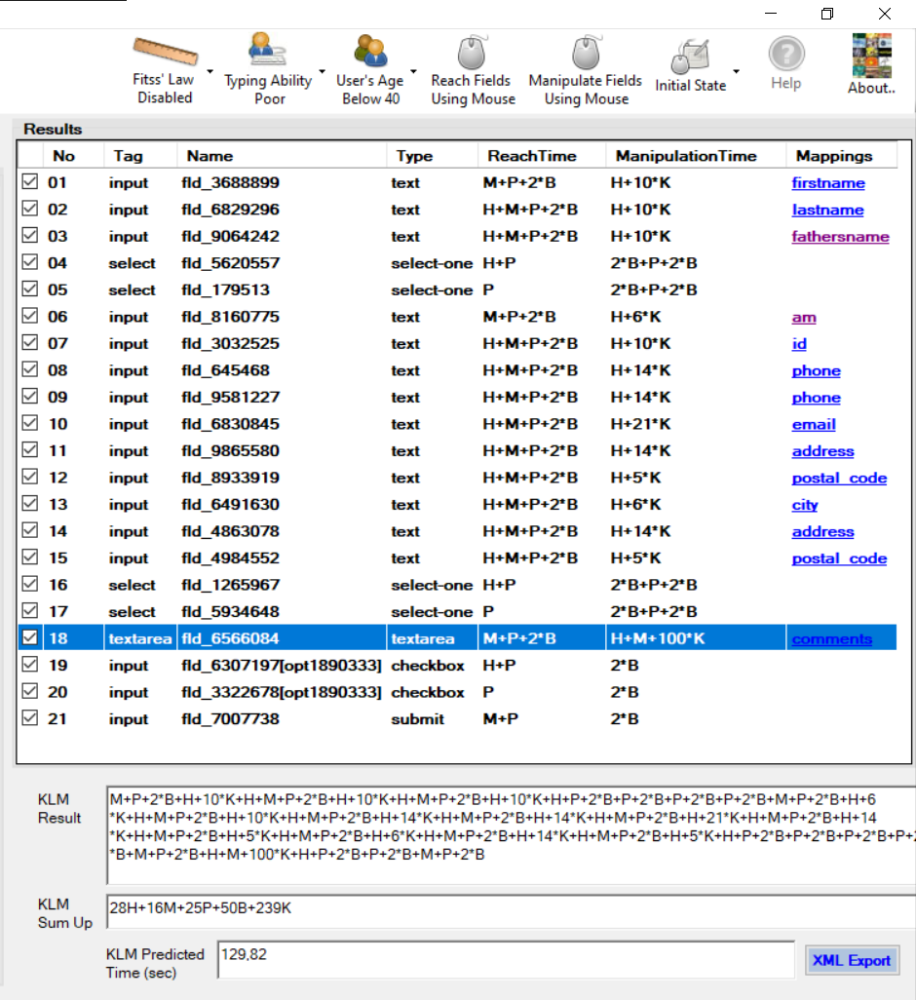 Fitss' Law Typing Ability User's Age Reach Fields Manipulate Fields Initial State Help About..
Disabled Poor Below 40 Using Mouse Using Mouse
Results
No Tag Name Type ReachTime ManipulationTime Mappings
01 input fld_3688899 text M+P+2*B H+10*K firstname
02 input fld_6829296 text H+M+P+2*B H+10*K lastname
03 input fld_9064242 text H+M+P+2*B H+10*K fathersname
04 select fld_5620557 select-one H+P 2*B+P+2*B
05 select fld_179513 select-one P 2*B+P+2*B
06 input fld_8160775 text M+P+2*B H+6*K am
07 input fld_3032525 text H+M+P+2*B H+10*K id
08 input fld_645468 text H+M+P+2*B H+14*K phone
09 input fld_9581227 text H+M+P+2*B H+14*K phone
10 input fld_6830845 text H+M+P+2*B H+21*K email
11 input fld_9865580 text H+M+P+2*B H+14*K address
12 input fld_8933919 text H+M+P+2*B H+5*K postal_code
13 input fld_6491630 text H+M+P+2*B H+6*K city
14 input fld_4863078 text H+M+P+2*B H+14*K address
15 input fld_4984552 text H+M+P+2*B H+5*K postal_code
16 select fld_1265967 select-one H+P 2*B+P+2*B
17 select fld_5934648 select-one P 2*B+P+2*B
18 textarea fld_6566084 textarea M+P+2*B H+M+100*K comments
19 input fld_6307197[opt1890333] checkbox H+P 2*B
20 input fld_3322678[opt1890333] checkbox P 2*B
21 input fld_7007738 submit M+P 2*B
KLM Result
M+P+2*B+H+10*K+H+M+P+2*B+H+10*K+H+M+P+2*B+H+10*K+H+P+2*B+P+2*B+P+2*B+P+2*B+M+P+2*B+H+6
*K+H+M+P+2*B+H+10*K+H+M+P+2*B+H+14*K+H+M+P+2*B+H+14*K+H+M+P+2*B+H+21*K+H+M+P+2*B+H+14
*K+H+M+P+2*B+H+5*K+H+M+P+2*B+H+6*K+H+M+P+2*B+H+14*K+H+M+P+2*B+H+5*K+H+P+2*B+P+2*B+P+2*B+P+2
*B+M+P+2*B+H+M+100*K+H+P+2*B+P+2*B+M+P+2*B
KLM Sum Up
28H+16M+25P+50B+239K
KLM Predicted Time (sec)
129,82
XML Export